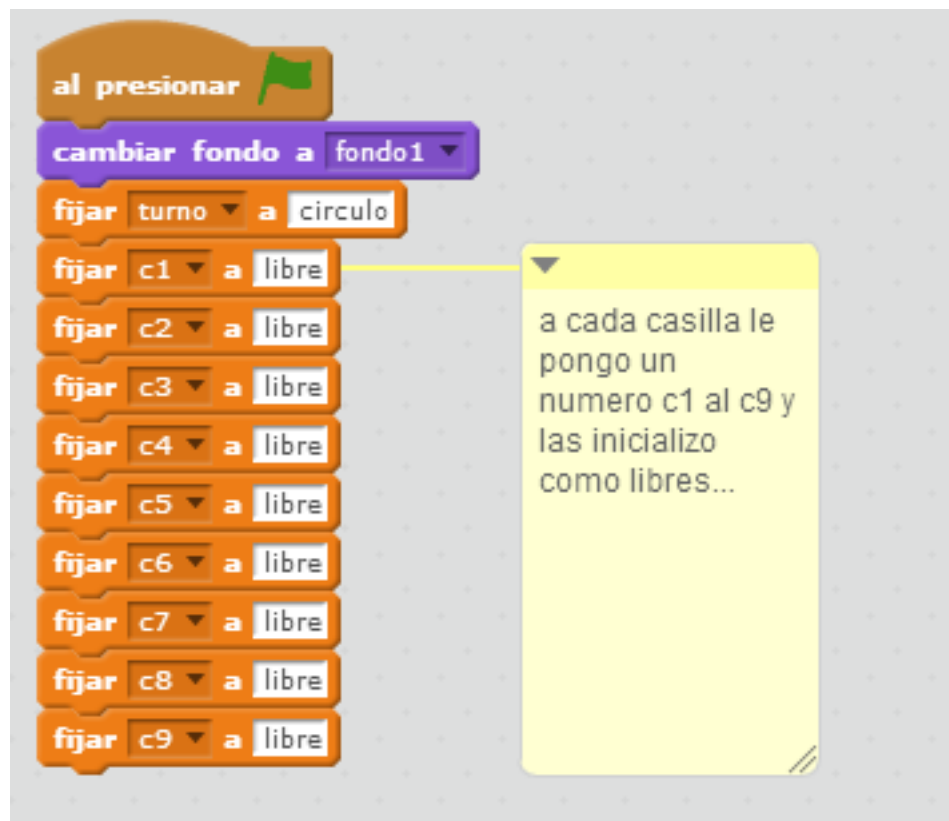 al presionar
cambiar fondo a fondo1
fijar turno a circulo
fijar c1 a libre
fijar c2 a libre
fijar c3 a libre
fijar c4 a libre
fijar c5 a libre
fijar c6 a libre
fijar c7 a libre
fijar c8 a libre
fijar c9 a libre
a cada casilla le
pongo un
numero c1 al c9 y
las inicializo
como libres...